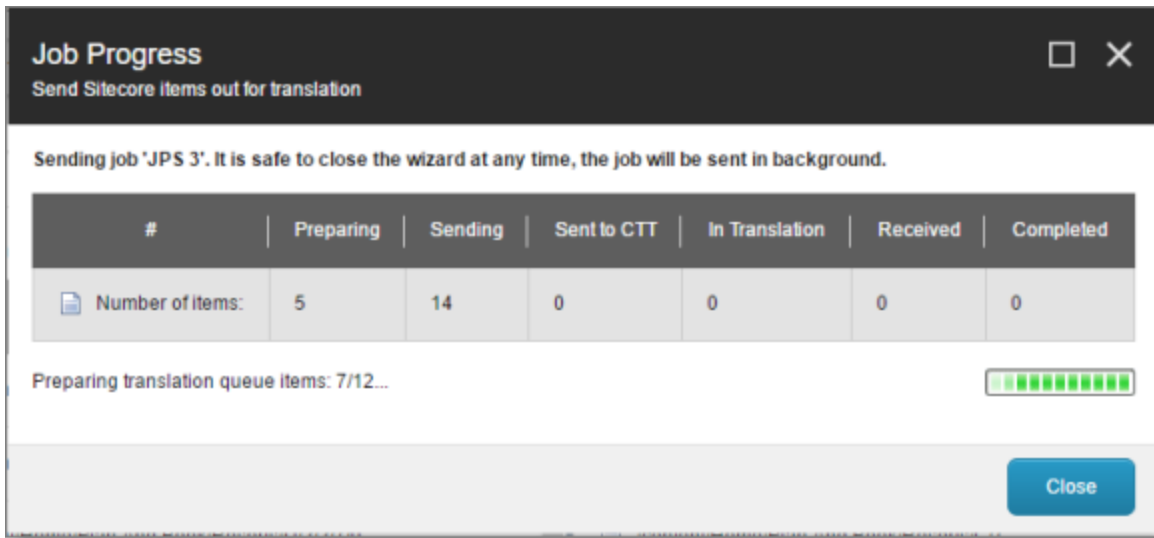 Job Progress
Send Sitecore items out for translation
Sending job 'JPS 3'. It is safe to close the wizard at any time, the job will be sent in background.
# Preparing Sending Sent to CTT In Translation Received Completed
Number of items: 5 14 0 0 0 0
Preparing translation queue items: 7/12...
Close